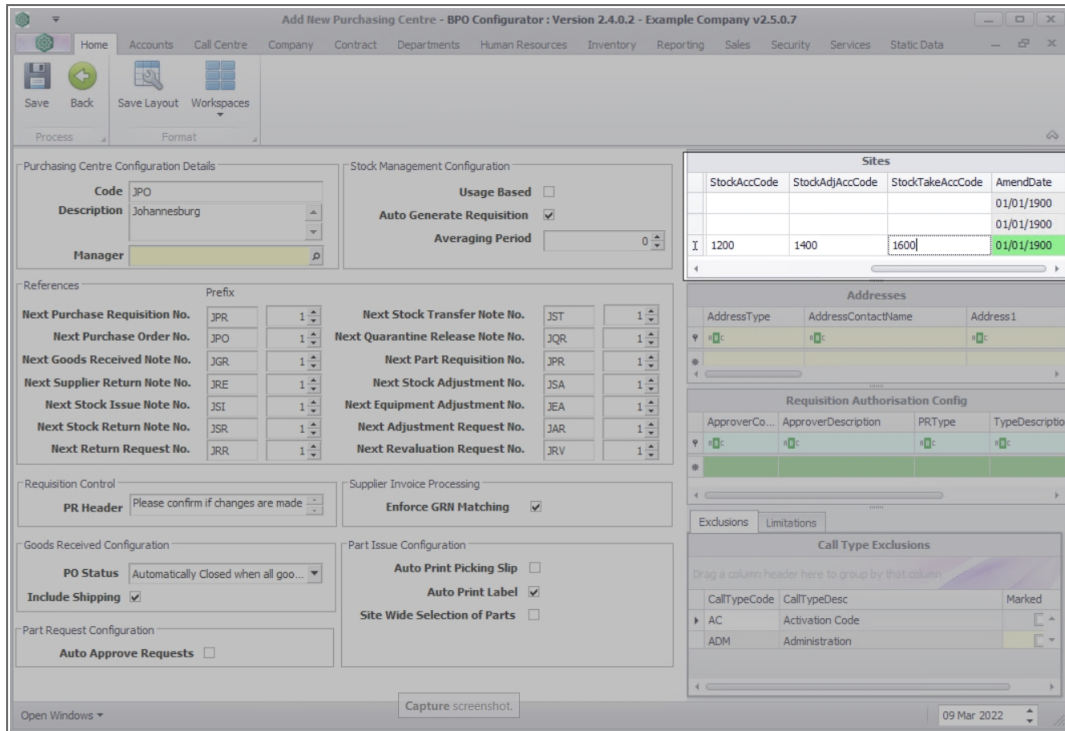 Add New Purchasing Centre - BPO Configurator : Version 2.4.0.2 - Example Company v2.5.0.7
Home Accounts Call Centre Company Contract Departments Human Resources Inventory Reporting Sales Security Services Static Data
Save Back Save Layout Workspaces
Process Format
Purchasing Centre Configuration Details
Code JPO
Description Johannesburg
Manager
Stock Management Configuration
Usage Based
Auto Generate Requisition
Averaging Period 0
References
Prefix
Next Purchase Requisition No. JPR 1
Next Purchase Order No. JPO 1
Next Goods Received Note No. JGR 1
Next Supplier Return Note No. JRE 1
Next Stock Issue Note No. JSI 1
Next Stock Return Note No. JSR 1
Next Return Request No. JRR 1
Next Stock Transfer Note No. JST 1
Next Quarantine Release Note No. JQR 1
Next Part Requisition No. JPR 1
Next Stock Adjustment No. JSA 1
Next Equipment Adjustment No. JEA 1
Next Adjustment Request No. JAR 1
Next Revaluation Request No. JRV 1
Requisition Control
PR Header Please confirm if changes are made
Supplier Invoice Processing
Enforce GRN Matching
Goods Received Configuration
PO Status Automatically Closed when all goo...
Include Shipping
Part Issue Configuration
Auto Print Picking Slip
Auto Print Label
Site Wide Selection of Parts
Part Request Configuration
Auto Approve Requests
Sites
StockAccCode StockAdjAccCode StockTakeAccCode AmendDate
01/01/1900
01/01/1900
1200 1400 1600 01/01/1900
Addresses
AddressType AddressContactName Address1
Requisition Authorisation Config
ApproverCo... ApproverDescription PRType TypeDescriptio
Exclusions Limitations
Call Type Exclusions
Drag a column header here to group by that column
CallTypeCode CallTypeDesc Marked
AC Activation Code
ADM Administration
Capture screenshot.
Open Windows 09 Mar 2022